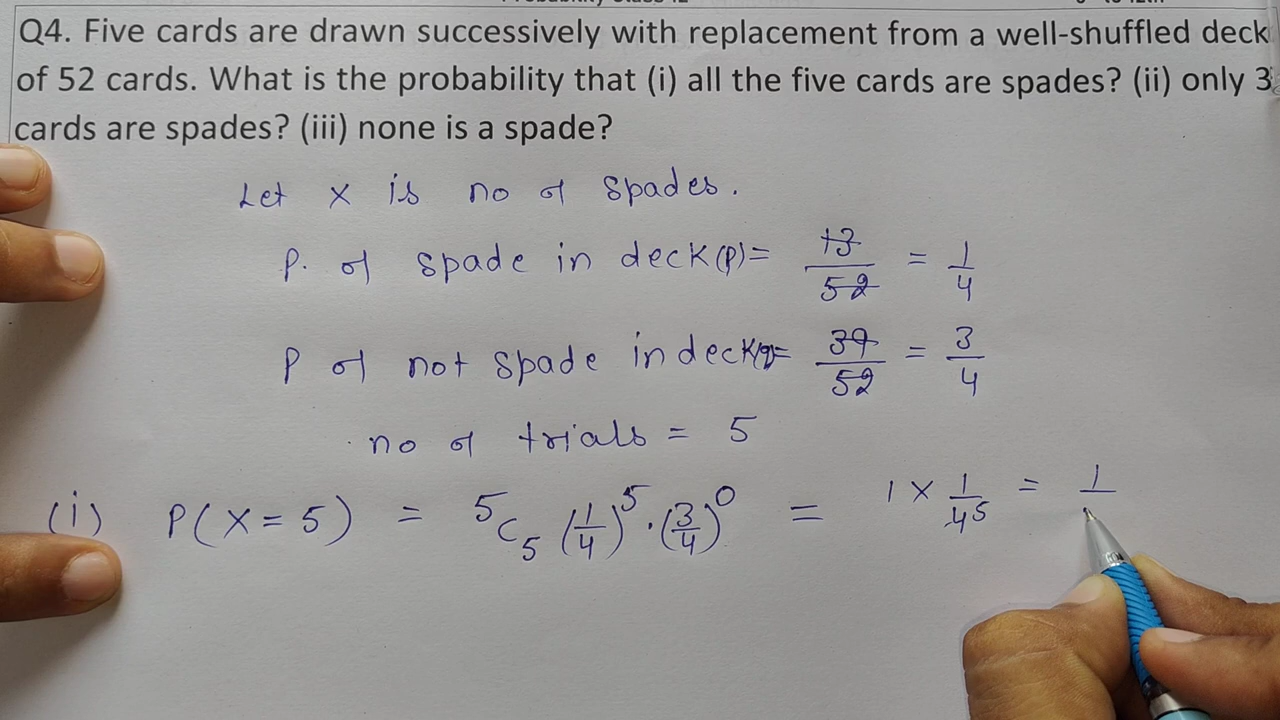 Q4. Five cards are drawn successively with replacement from a well-shuffled deck
of 52 cards. What is the probability that (i) all the five cards are spades? (ii) only 3
cards are spades? (iii) none is a spade?
Let x is no of spades.
P. of spade in deck (p) = 13/52 = 1/4
P of not spade in deck (q) = 39/52 = 3/4
no of trials = 5
(i) P(X = 5) = ⁵C₅ (1/4)⁵ · (3/4)⁰ = 1 × 1/4⁵ = 1